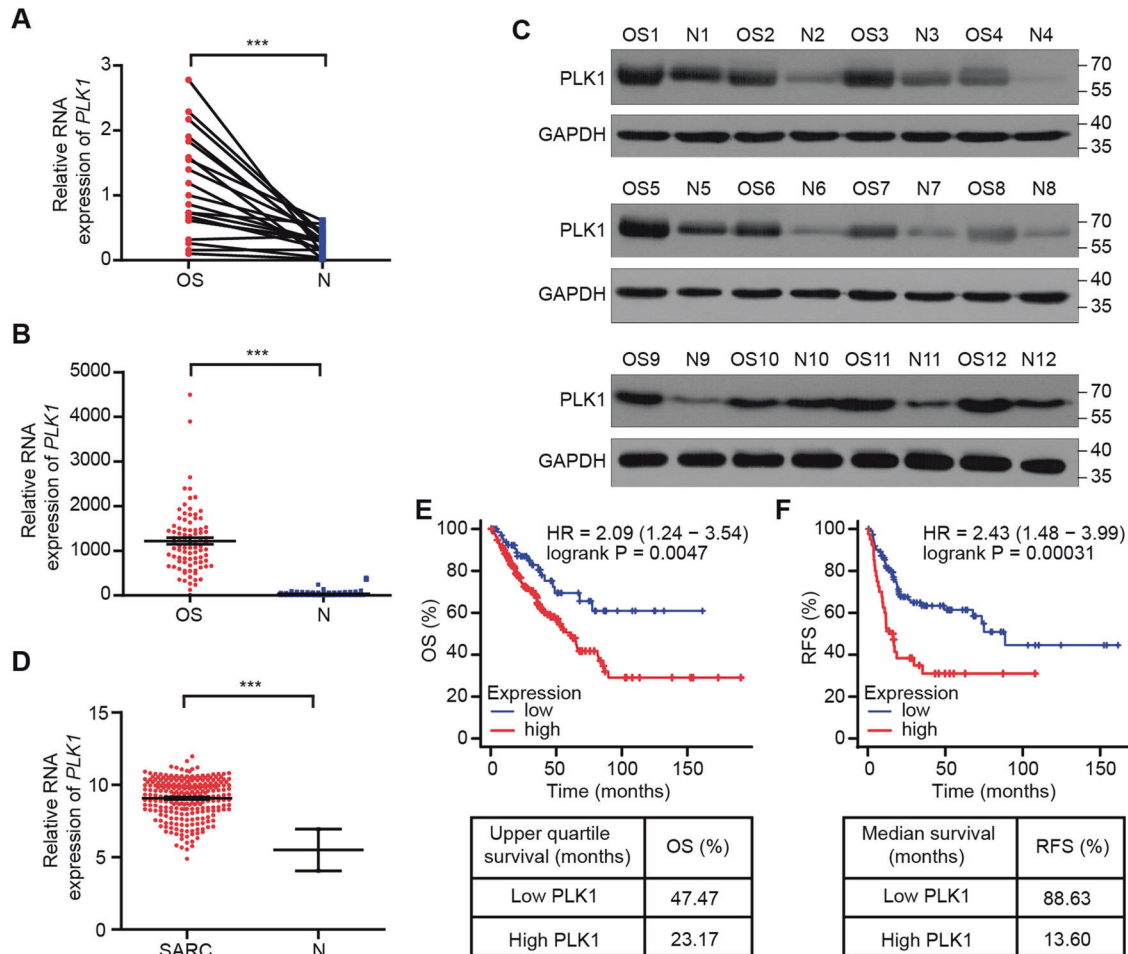 A
***
Relative RNA
expression of PLK1
3
2
1
0
OS
N
B
***
Relative RNA
expression of PLK1
5000
4000
3000
2000
1000
0
OS
N
D
***
Relative RNA
expression of PLK1
15
10
5
0
SARC
N
C
OS1 N1 OS2 N2 OS3 N3 OS4 N4
PLK1
70
55
GAPDH
40
35
OS5 N5 OS6 N6 OS7 N7 OS8 N8
PLK1
70
55
GAPDH
40
35
OS9 N9 OS10 N10 OS11 N11 OS12 N12
PLK1
70
55
GAPDH
40
35
E
HR = 2.09 (1.24 – 3.54)
logrank P = 0.0047
OS (%)
100
80
60
40
20
0
Expression
low
high
0 50 100 150
Time (months)
Upper quartile
survival (months)
OS (%)
Low PLK1 47.47
High PLK1 23.17
F
HR = 2.43 (1.48 – 3.99)
logrank P = 0.00031
RFS (%)
100
80
60
40
20
0
Expression
low
high
0 50 100 150
Time (months)
Median survival
(months)
RFS (%)
Low PLK1 88.63
High PLK1 13.60